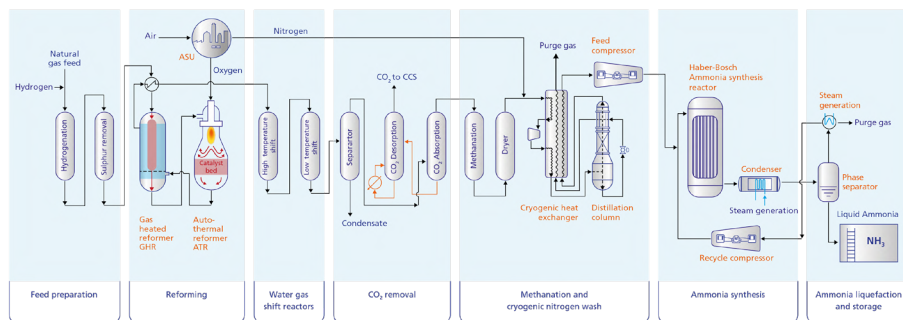 Air
Nitrogen
ASU
Oxygen
Natural
gas feed
Hydrogen
Hydrogenation
Sulphur removal
Gas
heated
reformer
GHR
Catalyst
bed
Auto-
thermal
reformer
ATR
High temperature
shift
Low temperature
shift
Separartor
Condensate
CO₂ to CCS
CO₂ Desorption
CO₂ Absorption
Methanation
Dryer
Purge gas
Cryogenic heat
exchanger
Feed
compressor
Distillation
column
Haber-Bosch
Ammonia synthesis
reactor
Condenser
Steam generation
Recycle compressor
Steam
generation
Purge gas
Phase
separator
Liquid Ammonia
NH₃
Feed preparation
Reforming
Water gas
shift reactors
CO₂ removal
Methanation and
cryogenic nitrogen wash
Ammonia synthesis
Ammonia liquefaction
and storage